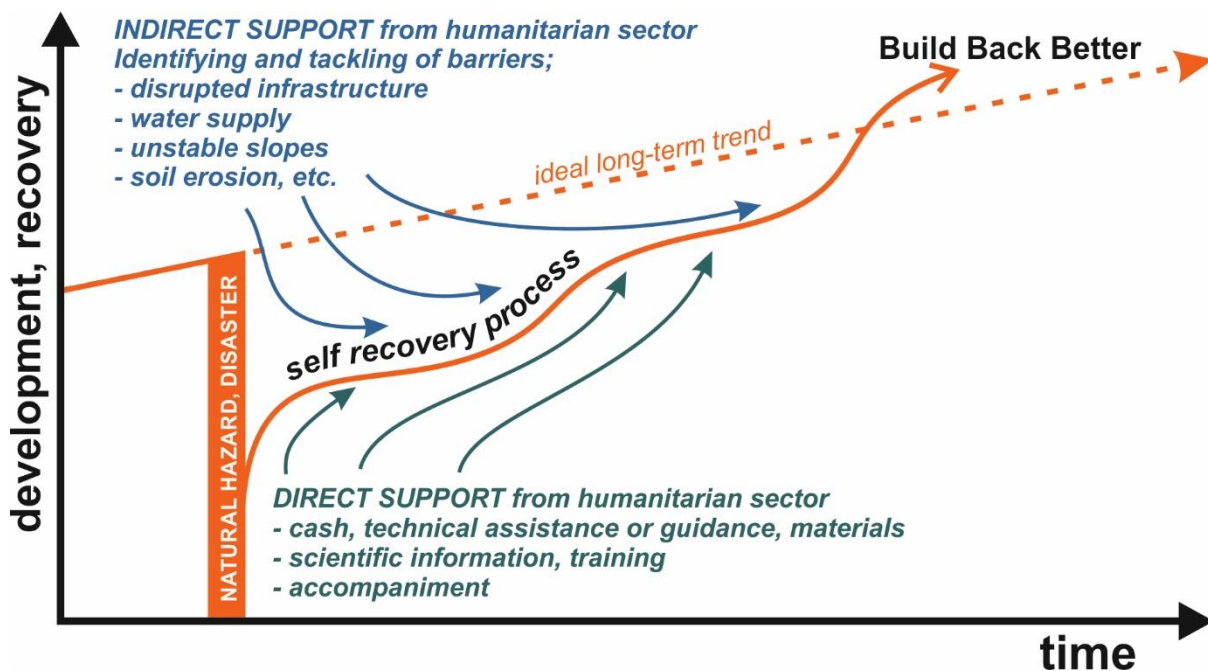 INDIRECT SUPPORT from humanitarian sector
Identifying and tackling of barriers;
- disrupted infrastructure
- water supply
- unstable slopes
- soil erosion, etc.
Build Back Better
ideal long-term trend
development, recovery
NATURAL HAZARD, DISASTER
self recovery process
DIRECT SUPPORT from humanitarian sector
- cash, technical assistance or guidance, materials
- scientific information, training
- accompaniment
time